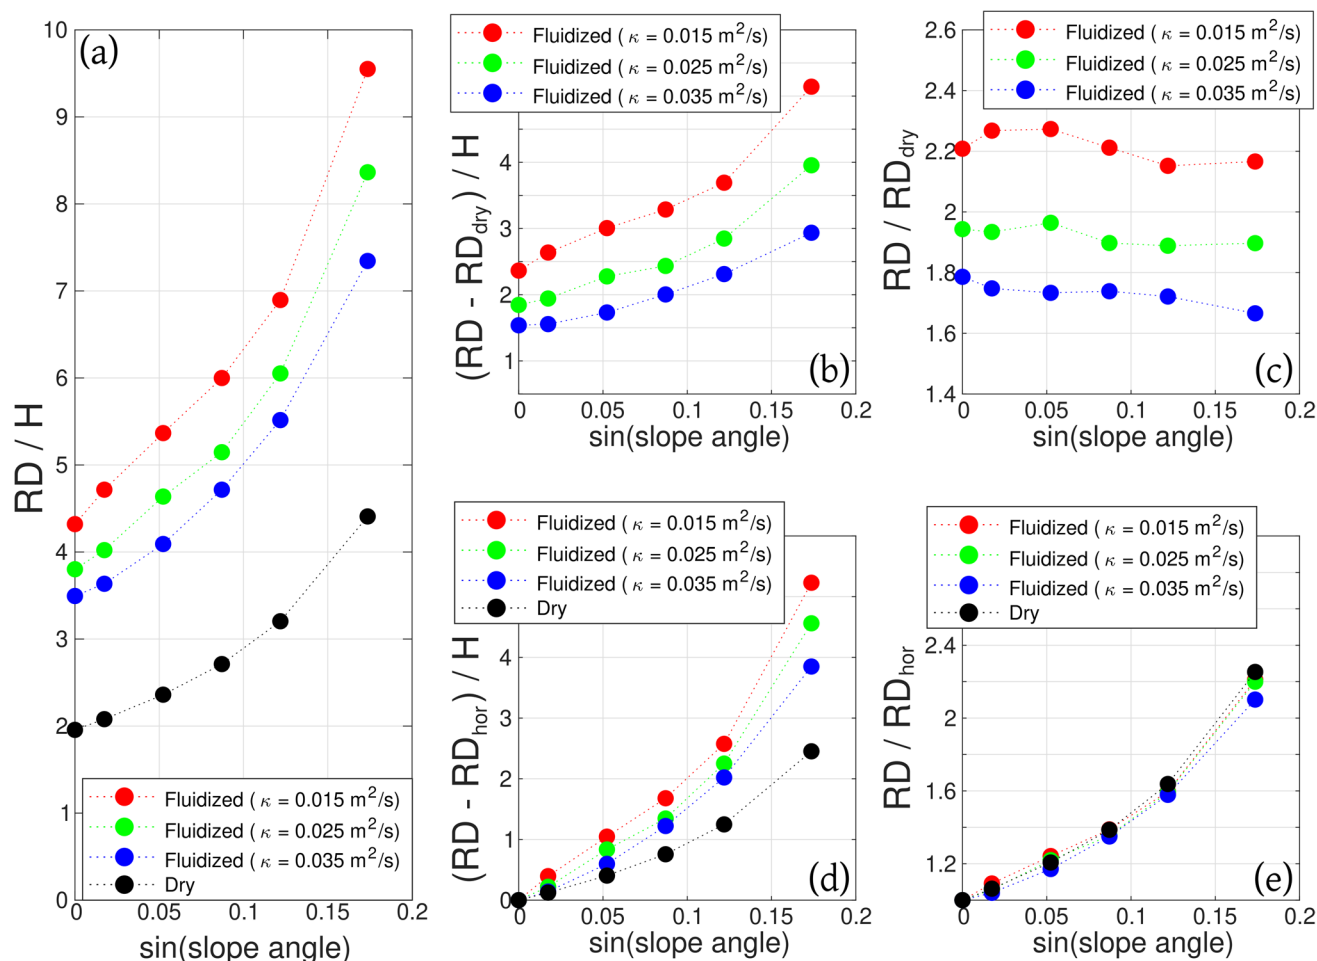 (a)
10
9
8
7
6
5
4
3
2
1
0
RD / H
0 0.05 0.1 0.15 0.2
sin(slope angle)
Fluidized ( κ = 0.015 m²/s)
Fluidized ( κ = 0.025 m²/s)
Fluidized ( κ = 0.035 m²/s)
Dry
Fluidized ( κ = 0.015 m²/s)
Fluidized ( κ = 0.025 m²/s)
Fluidized ( κ = 0.035 m²/s)
4
3
2
1
(RD - RD_dry) / H
(b)
0 0.05 0.1 0.15 0.2
sin(slope angle)
Fluidized ( κ = 0.015 m²/s)
Fluidized ( κ = 0.025 m²/s)
Fluidized ( κ = 0.035 m²/s)
2.6
2.4
2.2
2
1.8
1.6
1.4
RD / RD_dry
(c)
0 0.05 0.1 0.15 0.2
sin(slope angle)
Fluidized ( κ = 0.015 m²/s)
Fluidized ( κ = 0.025 m²/s)
Fluidized ( κ = 0.035 m²/s)
Dry
4
3
2
1
0
(RD - RD_hor) / H
(d)
0 0.05 0.1 0.15 0.2
sin(slope angle)
Fluidized ( κ = 0.015 m²/s)
Fluidized ( κ = 0.025 m²/s)
Fluidized ( κ = 0.035 m²/s)
Dry
2.4
2
1.6
1.2
RD / RD_hor
(e)
0 0.05 0.1 0.15 0.2
sin(slope angle)